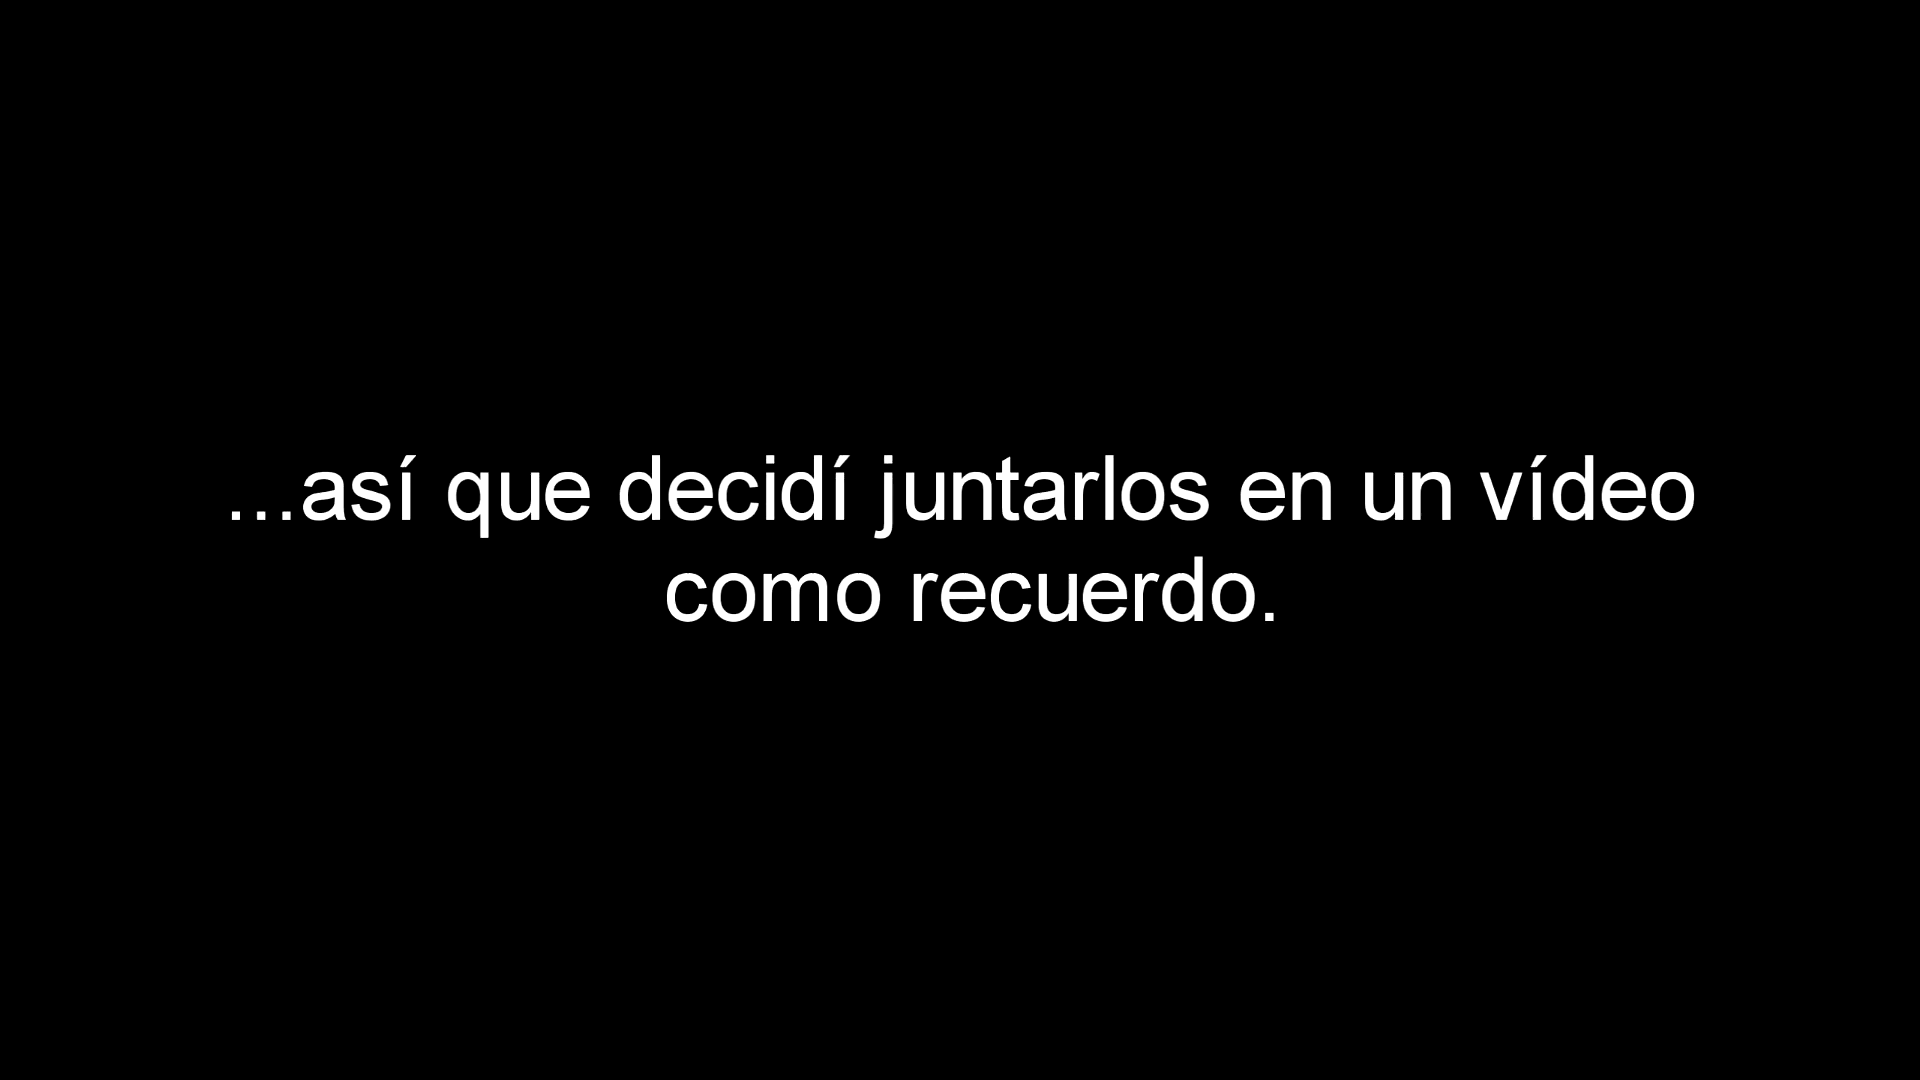 ...así que decidí juntarlos en un vídeo
como recuerdo.